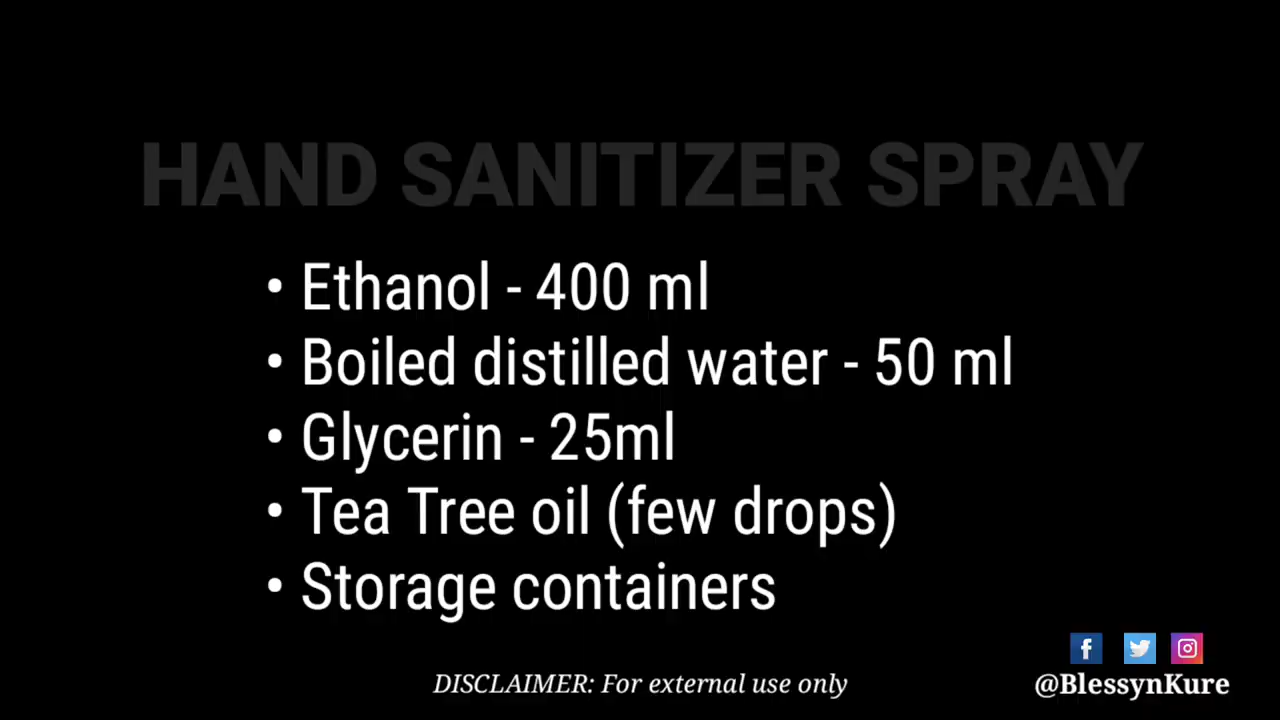 HAND SANITIZER SPRAY
• Ethanol - 400 ml
• Boiled distilled water - 50 ml
• Glycerin - 25ml
• Tea Tree oil (few drops)
• Storage containers
DISCLAIMER: For external use only
@BlessynKure